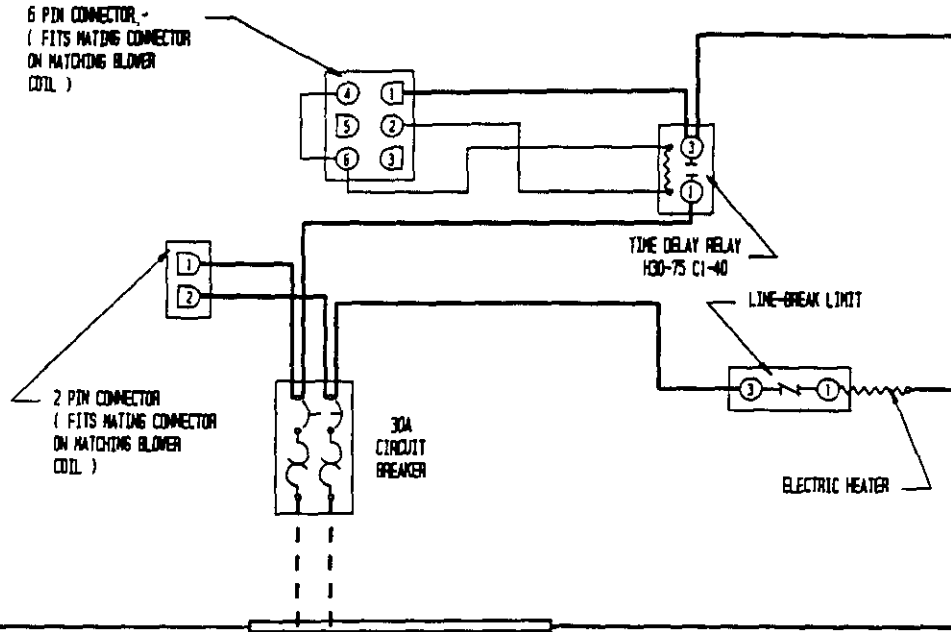 6 PIN CONNECTOR,-
( FITS MATING CONNECTOR
ON MATCHING BLOWER
COIL )
4 1
5 2
6 3
3
1
TIME DELAY RELAY
H30-75 C1-40
1
2
LINE-BREAK LIMIT
3 1
2 PIN CONNECTOR
( FITS MATING CONNECTOR
ON MATCHING BLOWER
COIL )
30A
CIRCUIT
BREAKER
ELECTRIC HEATER